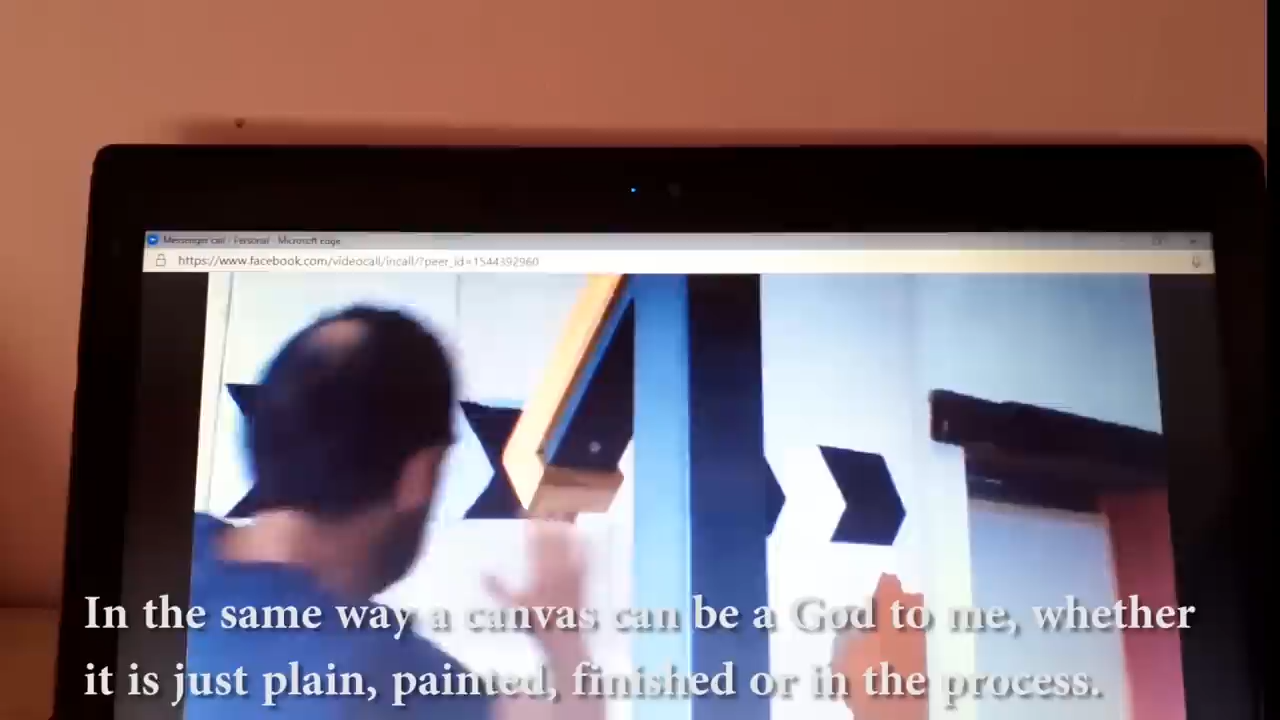 Messenger call - Personal - Microsoft Edge
https://www.facebook.com/videocall/incall/?peer_id=1544392960
In the same way a canvas can be a God to me, whether
it is just plain, painted, finished or in the process.